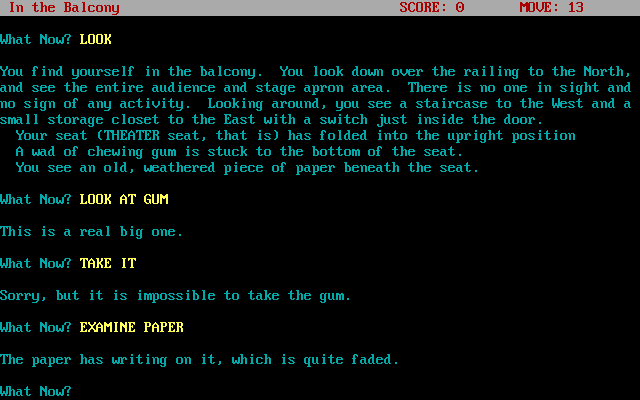 In the Balcony SCORE: 0 MOVE: 13
What Now? LOOK
You find yourself in the balcony.  You look down over the railing to the North,
and see the entire audience and stage apron area.  There is no one in sight and
no sign of any activity.  Looking around, you see a staircase to the West and a
small storage closet to the East with a switch just inside the door.
Your seat (THEATER seat, that is) has folded into the upright position
A wad of chewing gum is stuck to the bottom of the seat.
You see an old, weathered piece of paper beneath the seat.
What Now? LOOK AT GUM
This is a real big one.
What Now? TAKE IT
Sorry, but it is impossible to take the gum.
What Now? EXAMINE PAPER
The paper has writing on it, which is quite faded.
What Now?